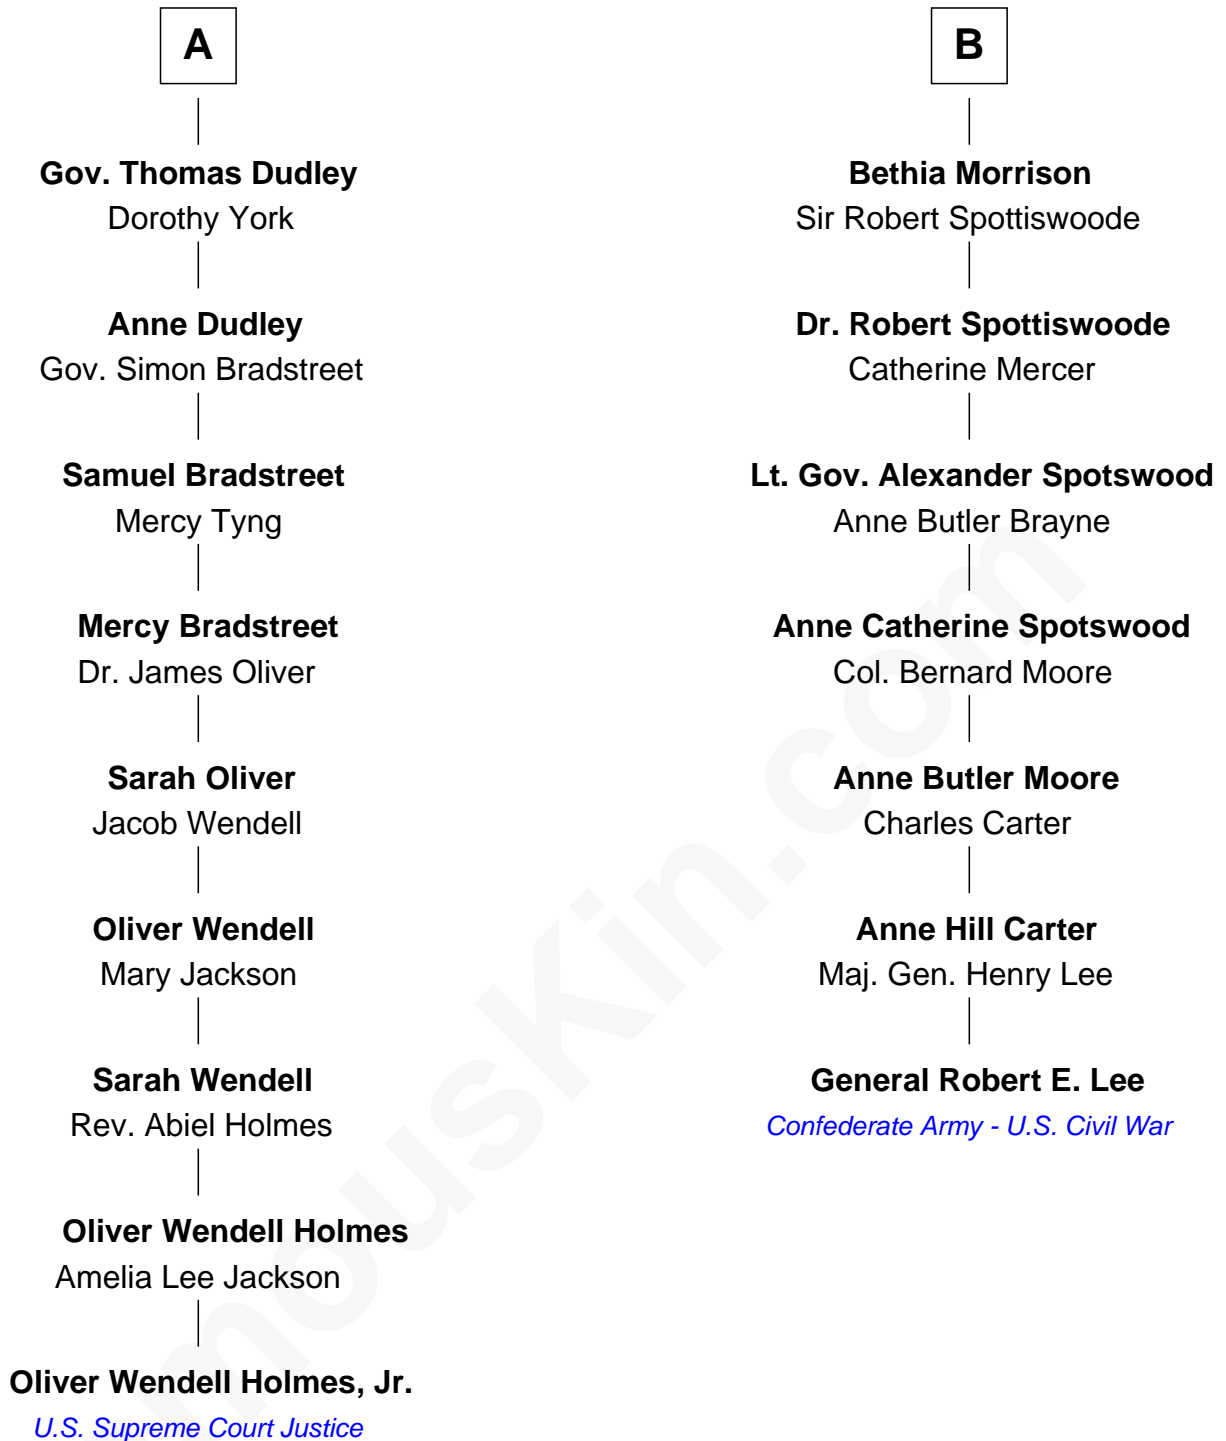 A
Gov. Thomas Dudley
Dorothy York
Anne Dudley
Gov. Simon Bradstreet
Samuel Bradstreet
Mercy Tyng
Mercy Bradstreet
Dr. James Oliver
Sarah Oliver
Jacob Wendell
Oliver Wendell
Mary Jackson
Sarah Wendell
Rev. Abiel Holmes
Oliver Wendell Holmes
Amelia Lee Jackson
Oliver Wendell Holmes, Jr.
U.S. Supreme Court Justice
B
Bethia Morrison
Sir Robert Spottiswoode
Dr. Robert Spottiswoode
Catherine Mercer
Lt. Gov. Alexander Spotswood
Anne Butler Brayne
Anne Catherine Spotswood
Col. Bernard Moore
Anne Butler Moore
Charles Carter
Anne Hill Carter
Maj. Gen. Henry Lee
General Robert E. Lee
Confederate Army - U.S. Civil War
mousKin.com